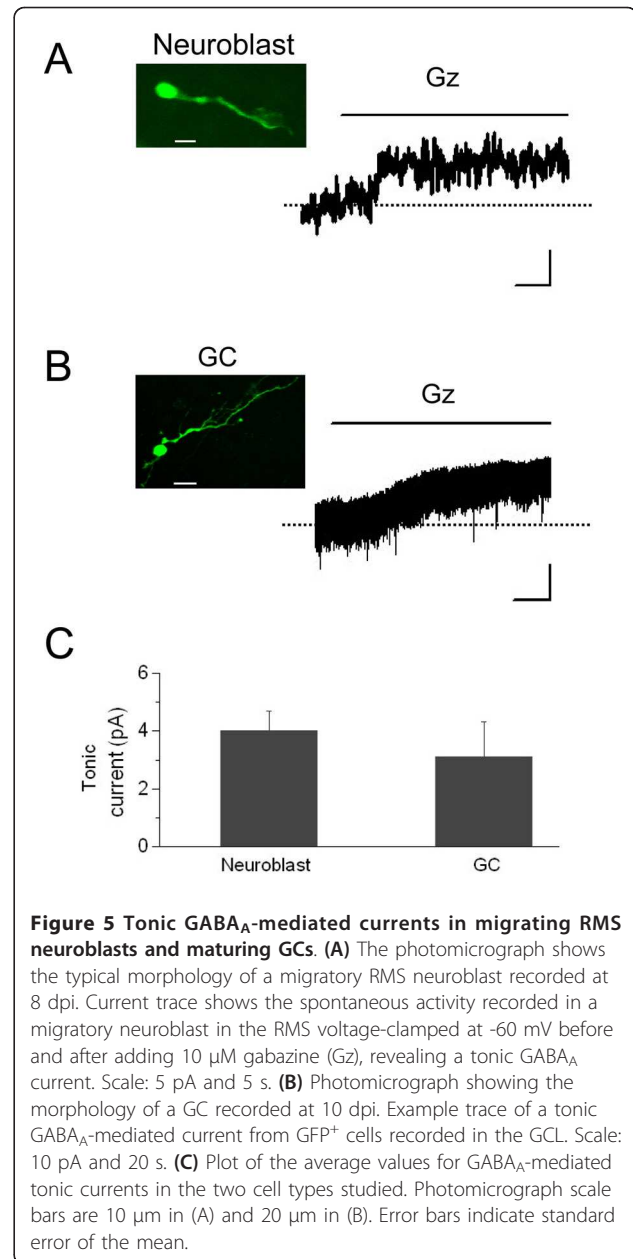 A
Neuroblast
Gz
B
GC
Gz
C
6
4
2
0
Tonic
current (pA)
Neuroblast
GC
Figure 5 Tonic GABAA-mediated currents in migrating RMS
neuroblasts and maturing GCs. (A) The photomicrograph shows
the typical morphology of a migratory RMS neuroblast recorded at
8 dpi. Current trace shows the spontaneous activity recorded in a
migratory neuroblast in the RMS voltage-clamped at -60 mV before
and after adding 10 μM gabazine (Gz), revealing a tonic GABAA
current. Scale: 5 pA and 5 s. (B) Photomicrograph showing the
morphology of a GC recorded at 10 dpi. Example trace of a tonic
GABAA-mediated current from GFP+ cells recorded in the GCL. Scale:
10 pA and 20 s. (C) Plot of the average values for GABAA-mediated
tonic currents in the two cell types studied. Photomicrograph scale
bars are 10 μm in (A) and 20 μm in (B). Error bars indicate standard
error of the mean.